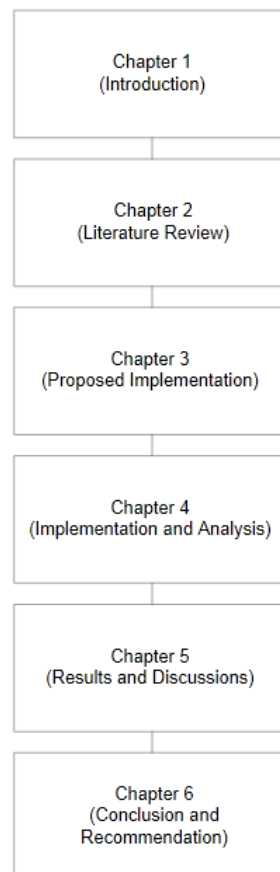 Chapter 1
(Introduction)
Chapter 2
(Literature Review)
Chapter 3
(Proposed Implementation)
Chapter 4
(Implementation and Analysis)
Chapter 5
(Results and Discussions)
Chapter 6
(Conclusion and
Recommendation)